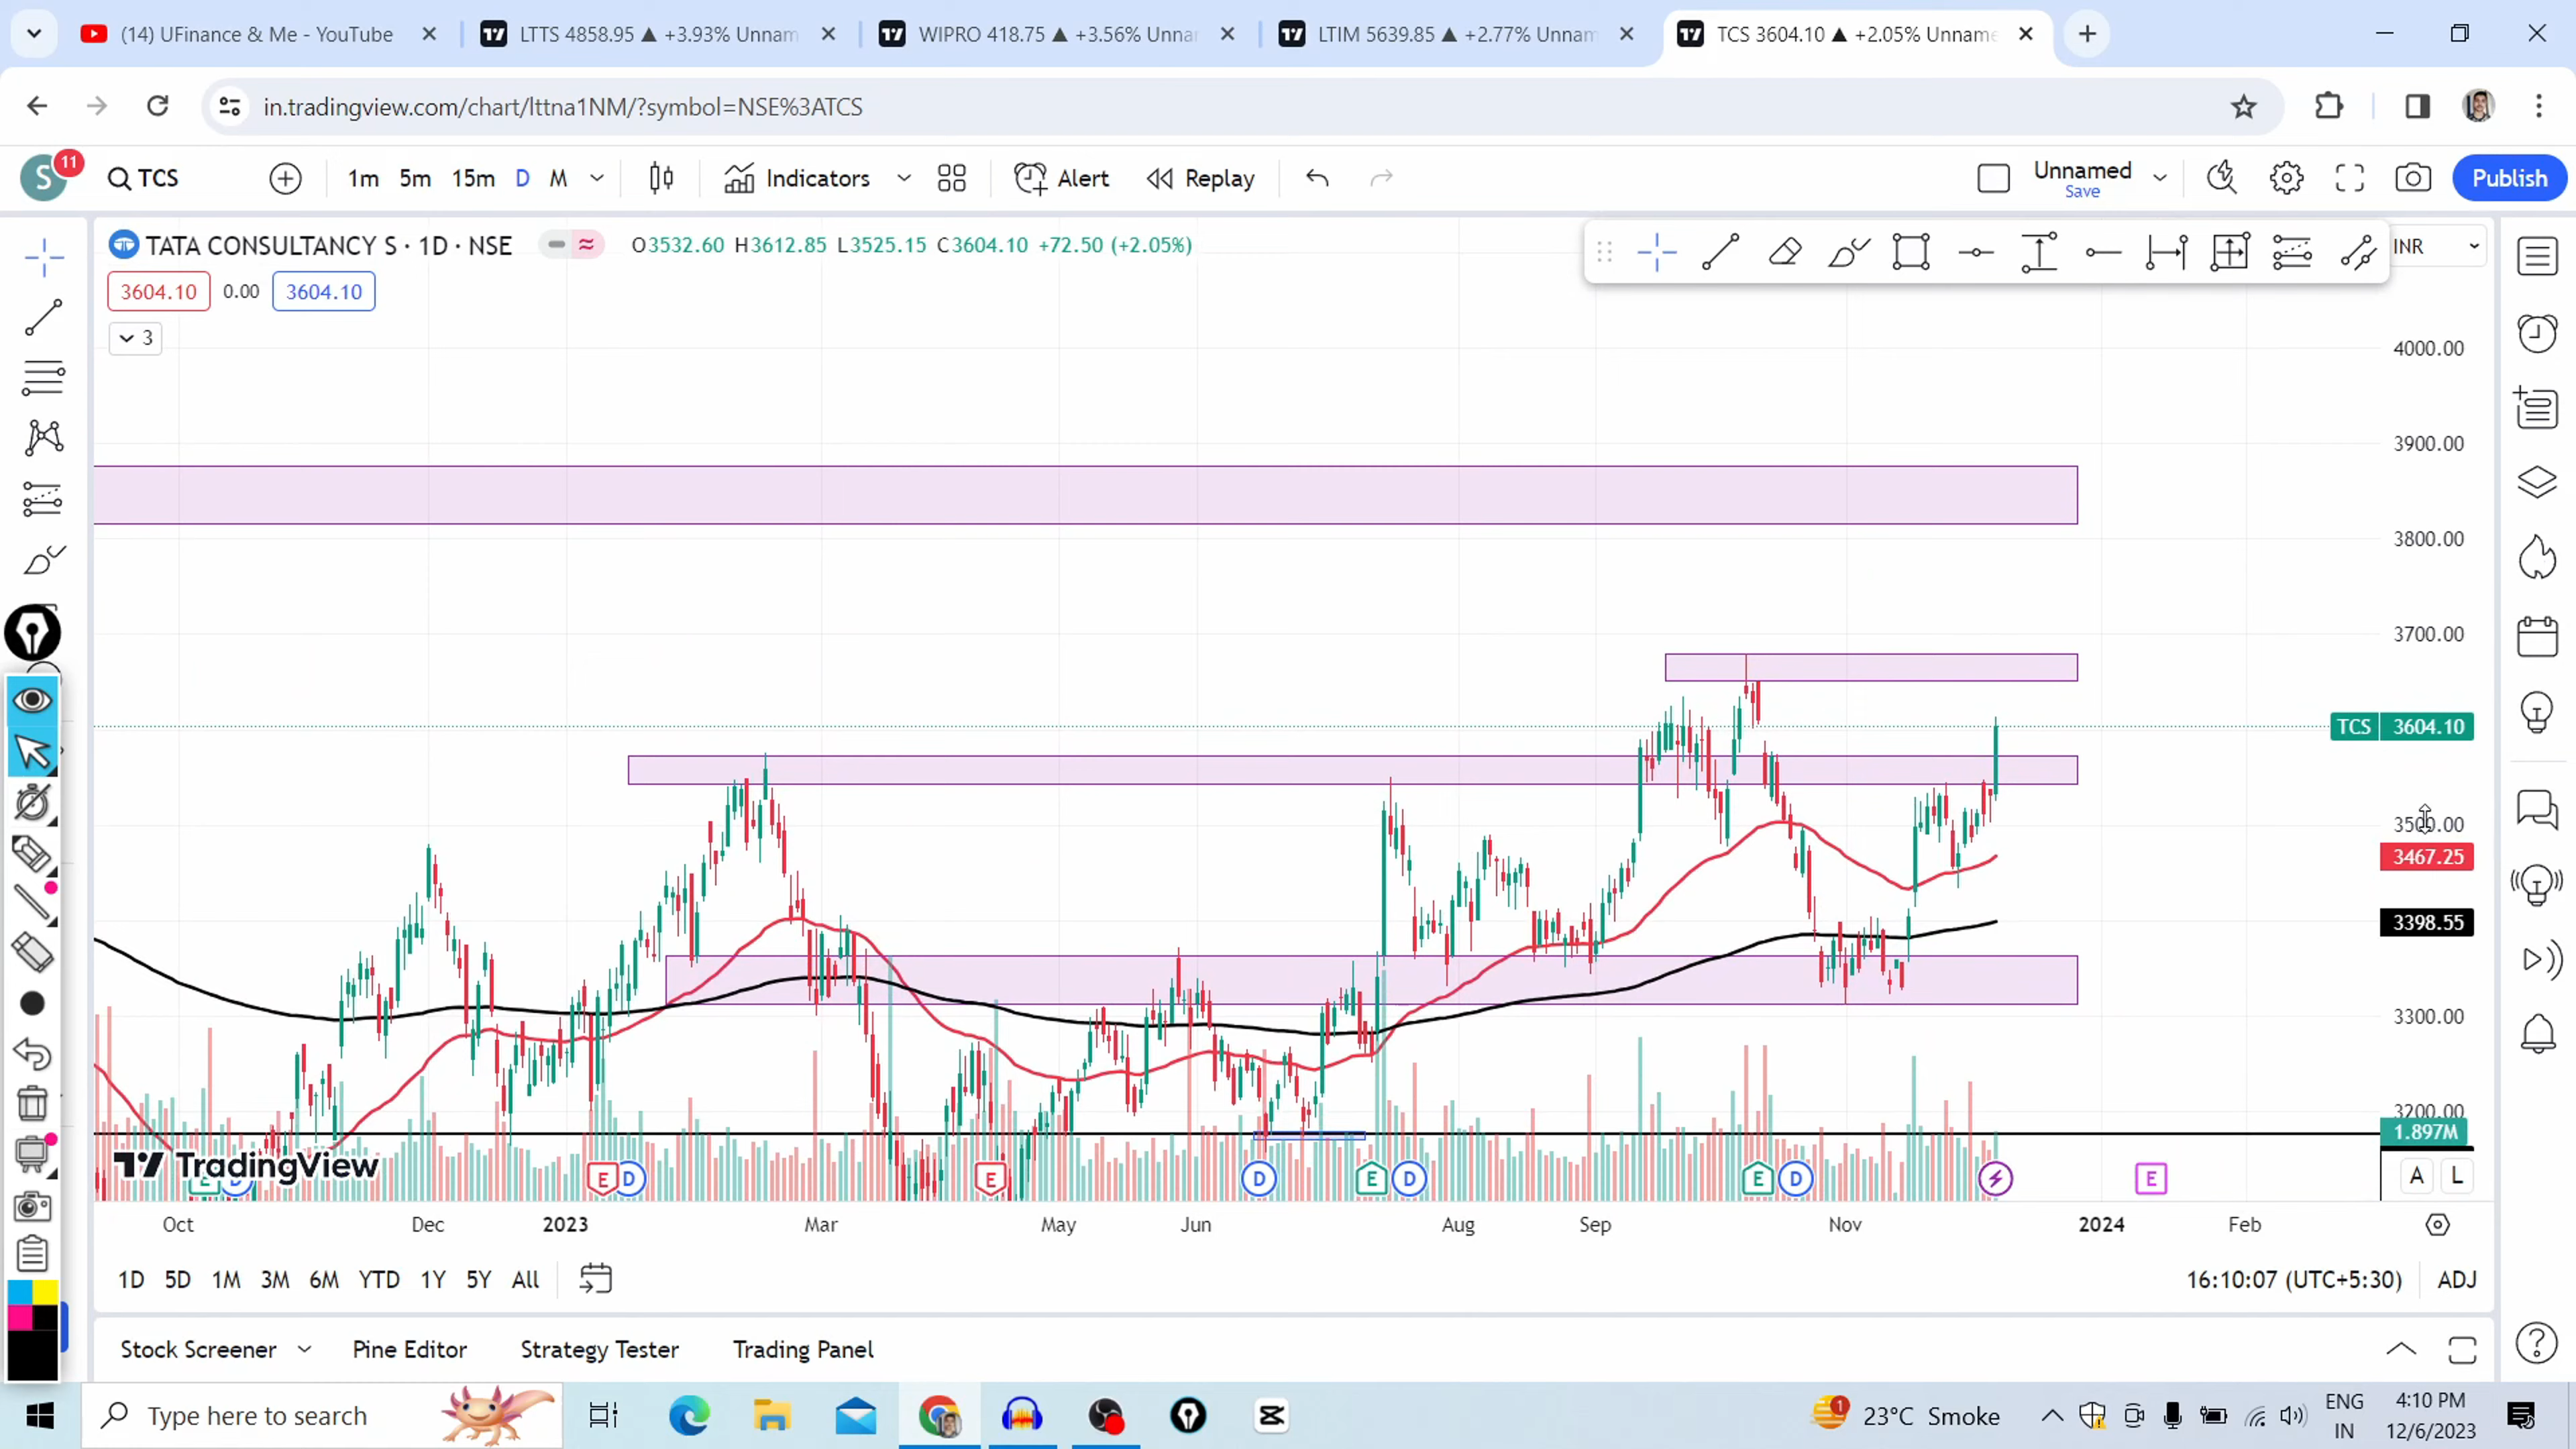 (14) UFinance & Me - YouTube
LTTS 4858.95 ▲ +3.93% Unnam
WIPRO 418.75 ▲ +3.56% Unnar
LTIM 5639.85 ▲ +2.77% Unnam
TCS 3604.10 ▲ +2.05% Unname
in.tradingview.com/chart/lttna1NM/?symbol=NSE%3ATCS
S 11
TCS
1m 5m 15m D M
Indicators
Alert
Replay
Unnamed
Save
Publish
TATA CONSULTANCY S · 1D · NSE
O3532.60 H3612.85 L3525.15 C3604.10 +72.50 (+2.05%)
INR
3604.10 0.00 3604.10
3
4000.00
3900.00
3800.00
3700.00
TCS 3604.10
3500.00
3467.25
3398.55
3300.00
3200.00
1.897M
TradingView
E D E D E D E D E
A L
Oct Dec 2023 Mar May Jun Aug Sep Nov 2024 Feb
1D 5D 1M 3M 6M YTD 1Y 5Y All
16:10:07 (UTC+5:30)
ADJ
Stock Screener
Pine Editor
Strategy Tester
Trading Panel
Type here to search
1
23°C Smoke
ENG
IN
4:10 PM
12/6/2023